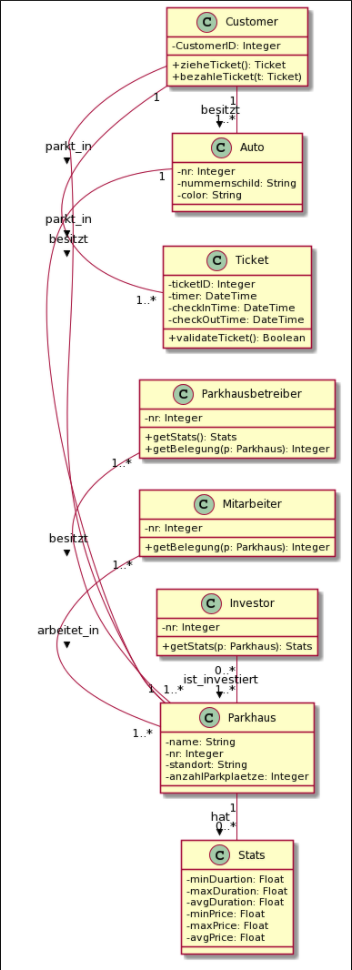 C Customer
-CustomerID: Integer
+zieheTicket(): Ticket
+bezahleTicket(t: Ticket)
1
1
besitzt
1..*
parkt_in
C Auto
-nr: Integer
-nummernschild: String
-color: String
1
parkt_in
besitzt
C Ticket
-ticketID: Integer
-timer: DateTime
-checkInTime: DateTime
-checkOutTime: DateTime
+validateTicket(): Boolean
1..*
C Parkhausbetreiber
-nr: Integer
+getStats(): Stats
+getBelegung(p: Parkhaus): Integer
1..*
C Mitarbeiter
-nr: Integer
+getBelegung(p: Parkhaus): Integer
besitzt
1..*
C Investor
-nr: Integer
+getStats(p: Parkhaus): Stats
arbeitet_in
0..*
ist_investiert
1 1..*
1..*
C Parkhaus
-name: String
-nr: Integer
-standort: String
-anzahlParkplaetze: Integer
1..*
1
hat
0..*
C Stats
-minDuartion: Float
-maxDuration: Float
-avgDuration: Float
-minPrice: Float
-maxPrice: Float
-avgPrice: Float